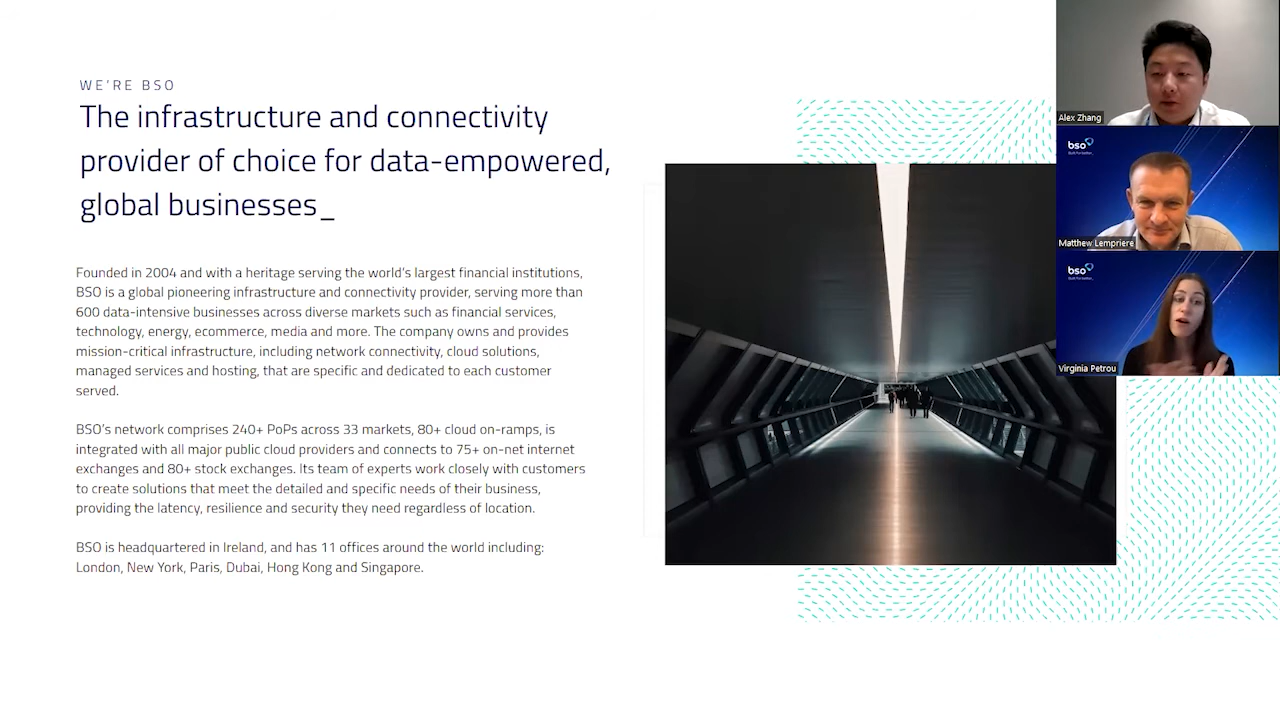 WE'RE BSO
The infrastructure and connectivity
provider of choice for data-empowered,
global businesses_
Founded in 2004 and with a heritage serving the world's largest financial institutions,
BSO is a global pioneering infrastructure and connectivity provider, serving more than
600 data-intensive businesses across diverse markets such as financial services,
technology, energy, ecommerce, media and more. The company owns and provides
mission-critical infrastructure, including network connectivity, cloud solutions,
managed services and hosting, that are specific and dedicated to each customer
served.
BSO's network comprises 240+ PoPs across 33 markets, 80+ cloud on-ramps, is
integrated with all major public cloud providers and connects to 75+ on-net internet
exchanges and 80+ stock exchanges. Its team of experts work closely with customers
to create solutions that meet the detailed and specific needs of their business,
providing the latency, resilience and security they need regardless of location.
BSO is headquartered in Ireland, and has 11 offices around the world including:
London, New York, Paris, Dubai, Hong Kong and Singapore.
Alex Zhang
bso
Matthew Lempriere
bso
Virginia Petrou